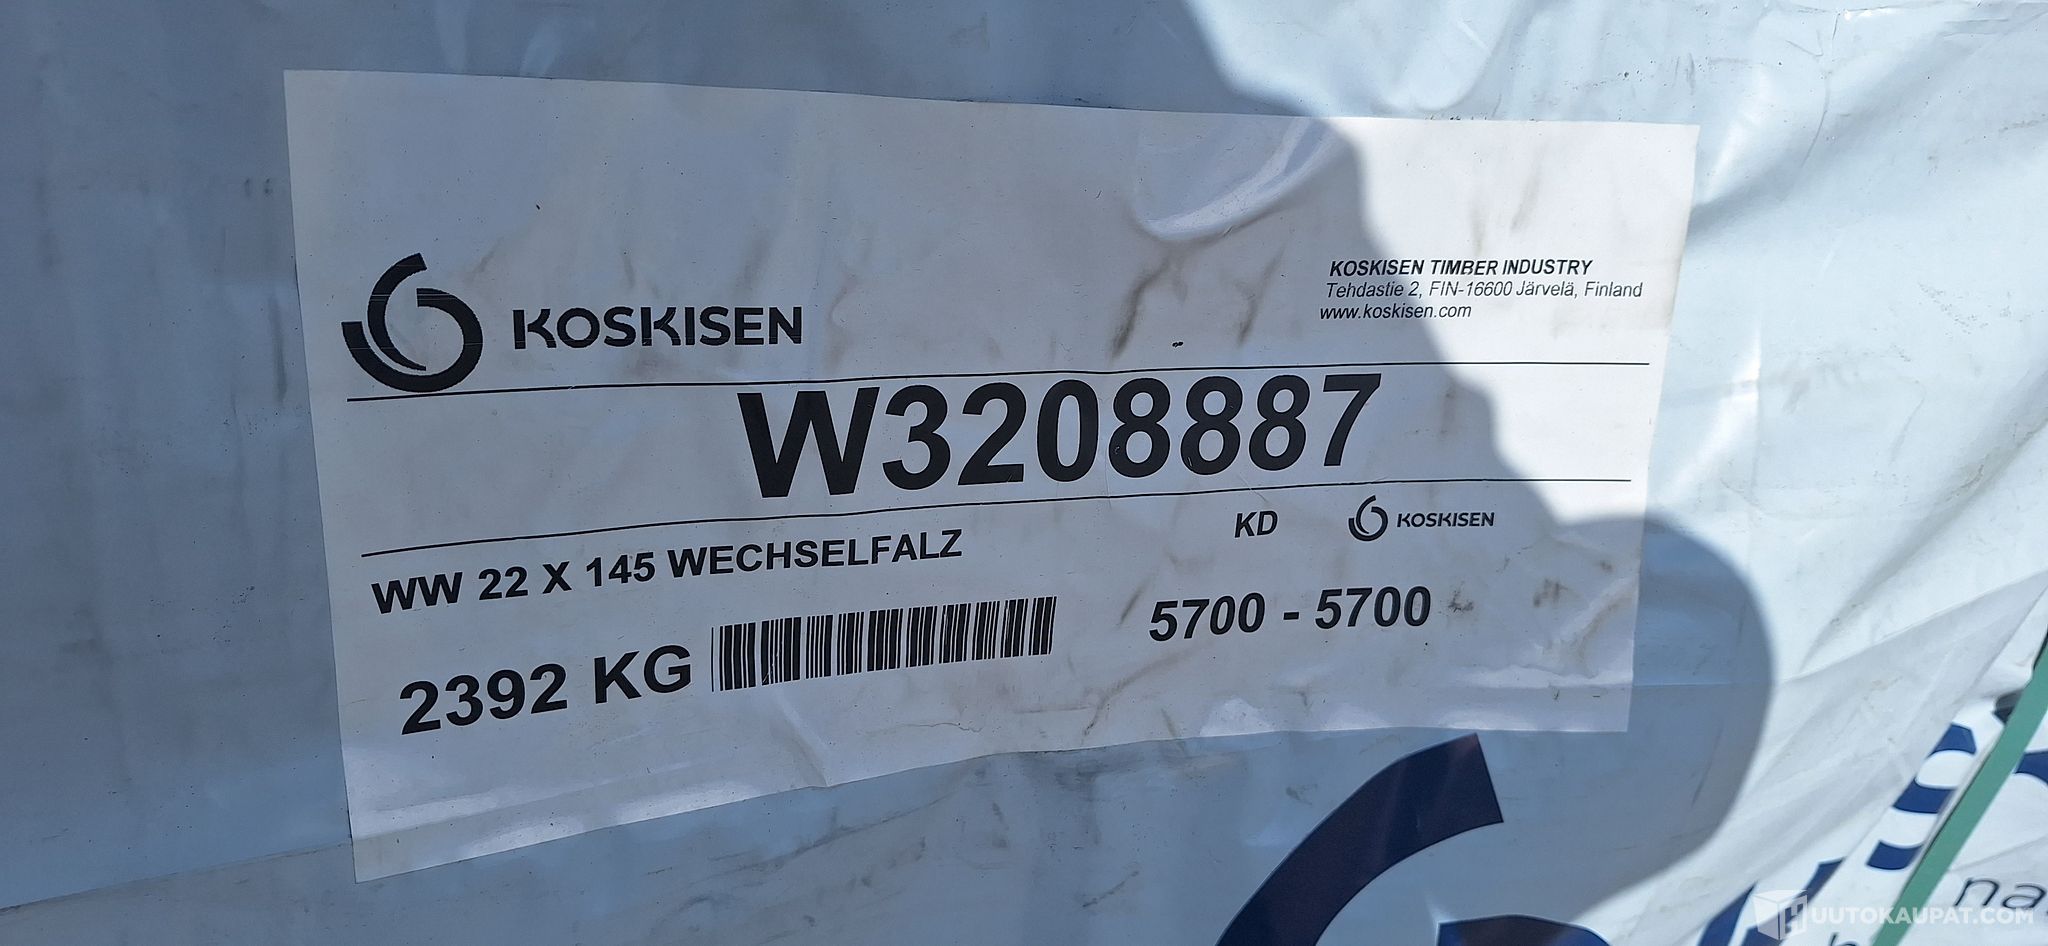 KOSKISEN
KOSKISEN TIMBER INDUSTRY
Tehdastie 2, FIN-16600 Järvelä, Finland
www.koskisen.com
W3208887
WW 22 X 145 WECHSELFALZ
KD
KOSKISEN
2392 KG
5700 - 5700
na
HUUTOKAUPAT.COM